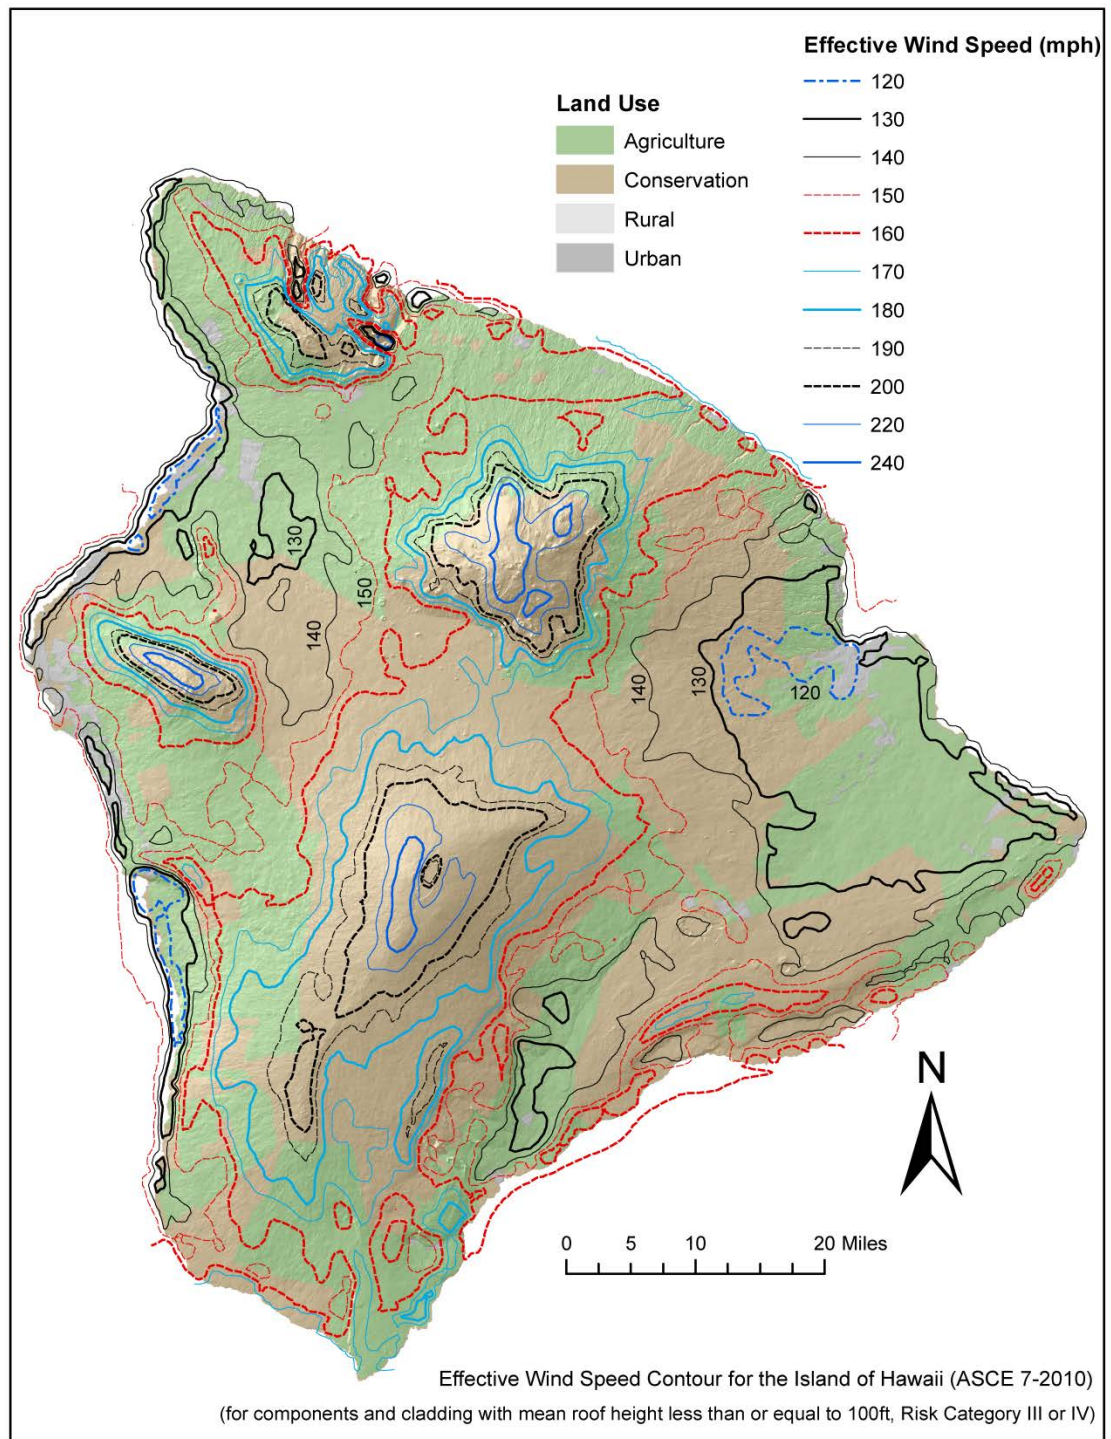 Effective Wind Speed (mph)
120
130
140
150
160
170
180
190
200
220
240
Land Use
Agriculture
Conservation
Rural
Urban
130
150
140
140
130
120
N
0 5 10 20 Miles
Effective Wind Speed Contour for the Island of Hawaii (ASCE 7-2010)
(for components and cladding with mean roof height less than or equal to 100ft, Risk Category III or IV)